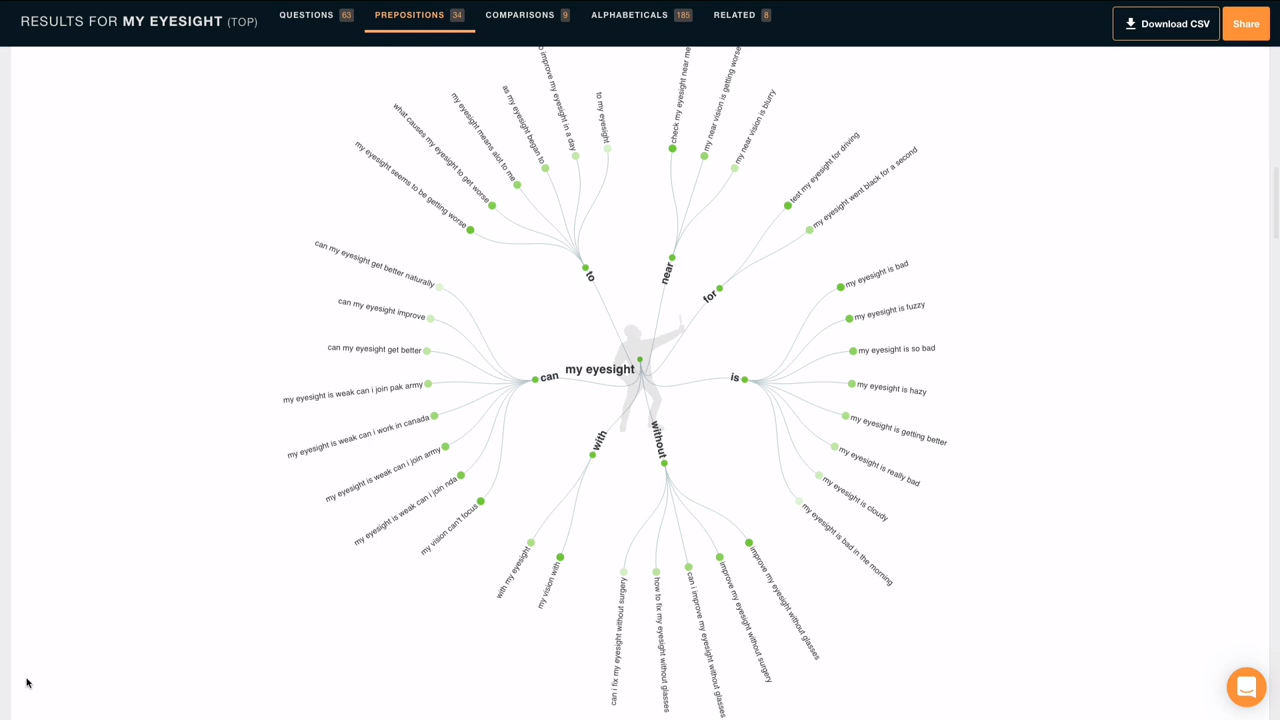 RESULTS FOR MY EYESIGHT (TOP)
QUESTIONS 63
PREPOSITIONS 34
COMPARISONS 9
ALPHABETICALS 185
RELATED 8
Download CSV
Share
my eyesight
to
my eyesight seems to be getting worse
what causes my eyesight to get worse
my eyesight means alot to me
as my eyesight began to
improve my eyesight in a day
to my eyesight
near
check my eyesight near me
my near vision is getting worse
my near vision is blurry
for
test my eyesight for driving
my eyesight went black for a second
is
my eyesight is bad
my eyesight is fuzzy
my eyesight is so bad
my eyesight is hazy
my eyesight is getting better
my eyesight is really bad
my eyesight is cloudy
my eyesight is bad in the morning
without
improve my eyesight without glasses
improve my eyesight without surgery
can i improve my eyesight without glasses
how to fix my eyesight without glasses
can i fix my eyesight without surgery
with
my vision with
with my eyesight
can
my vision can't focus
my eyesight is weak can i join nda
my eyesight is weak can i join army
my eyesight is weak can i work in canada
my eyesight is weak can i join pak army
can my eyesight get better
can my eyesight improve
can my eyesight get better naturally